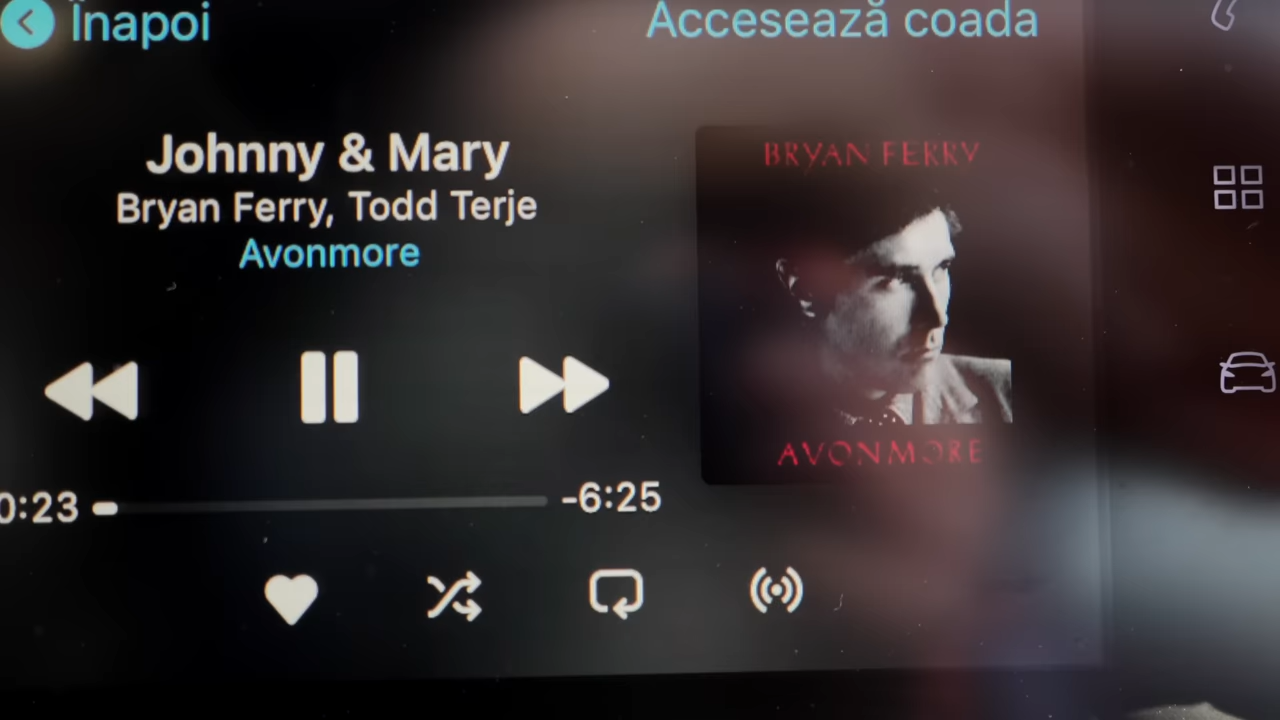 Înapoi
Accesează coada
Johnny & Mary
Bryan Ferry, Todd Terje
Avonmore
0:23
-6:25
BRYAN FERRY
AVONMORE